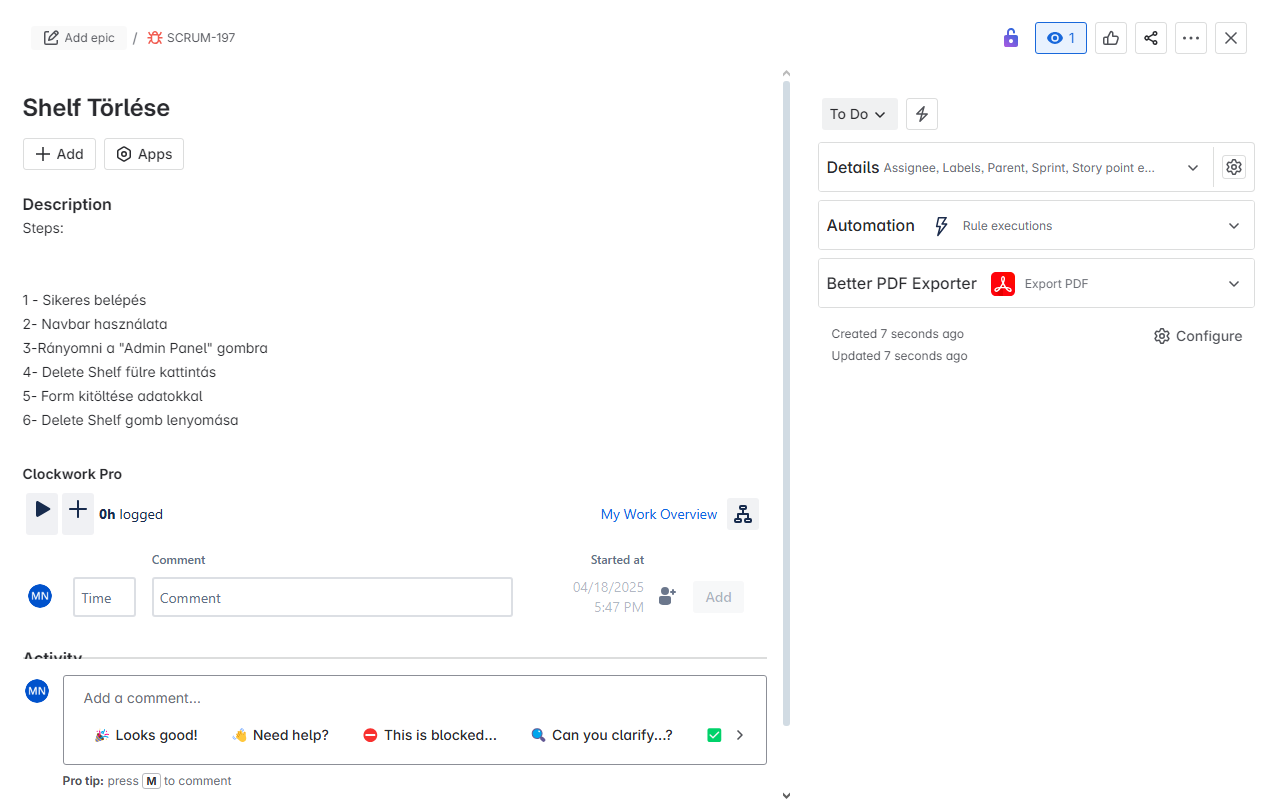 Add epic / SCRUM-197
1
Shelf Törlése
Add Apps
Description
Steps:
1 - Sikeres belépés
2- Navbar használata
3-Rányomni a "Admin Panel" gombra
4- Delete Shelf fülre kattintás
5- Form kitöltése adatokkal
6- Delete Shelf gomb lenyomása
Clockwork Pro
0h logged
My Work Overview
Comment
Started at
MN
Time
Comment
04/18/2025
5:47 PM
Add
Activity
MN
Add a comment...
Looks good! Need help? This is blocked... Can you clarify...?
Pro tip: press M to comment
To Do
Details Assignee, Labels, Parent, Sprint, Story point e...
Automation Rule executions
Better PDF Exporter Export PDF
Created 7 seconds ago
Updated 7 seconds ago
Configure